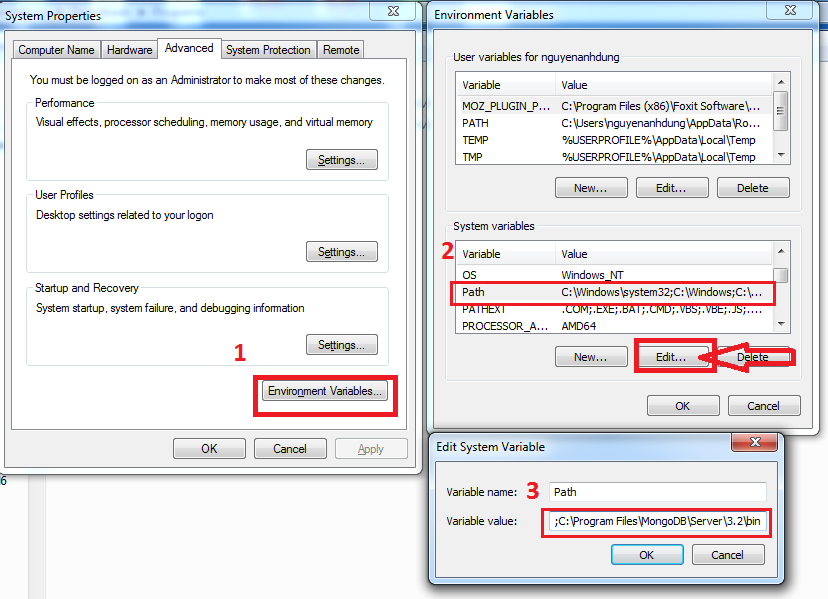 System Properties
Computer Name
Hardware
Advanced
System Protection
Remote
You must be logged on as an Administrator to make most of these changes.
Performance
Visual effects, processor scheduling, memory usage, and virtual memory
Settings...
User Profiles
Desktop settings related to your logon
Settings...
Startup and Recovery
System startup, system failure, and debugging information
Settings...
1
Environment Variables...
OK
Cancel
Apply
6
Environment Variables
User variables for nguyenanhdung
Variable Value
MOZ_PLUGIN_P... C:\Program Files (x86)\Foxit Software\...
PATH C:\Users\nguyenanhdung\AppData\Ro...
TEMP %USERPROFILE%\AppData\Local\Temp
TMP %USERPROFILE%\AppData\Local\Temp
New...
Edit...
Delete
System variables
2
Variable Value
OS Windows_NT
Path C:\Windows\system32;C:\Windows;C:\...
PATHEXT .COM;.EXE;.BAT;.CMD;.VBS;.VBE;.JS;....
PROCESSOR_A... AMD64
New...
Edit...
Delete
OK
Cancel
Edit System Variable
Variable name: 3 Path
Variable value: ;C:\Program Files\MongoDB\Server\3.2\bin
OK
Cancel